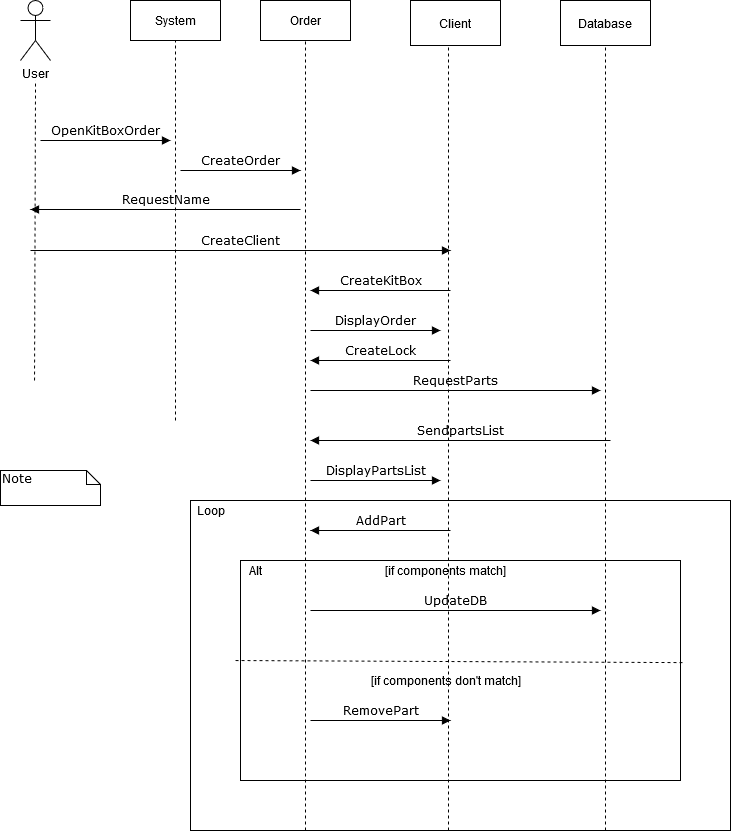 System
Order
Client
Database
User
OpenKitBoxOrder
CreateOrder
RequestName
CreateClient
CreateKitBox
DisplayOrder
CreateLock
RequestParts
SendpartsList
Note
DisplayPartsList
Loop
AddPart
Alt
[if components match]
UpdateDB
[if components don't match]
RemovePart